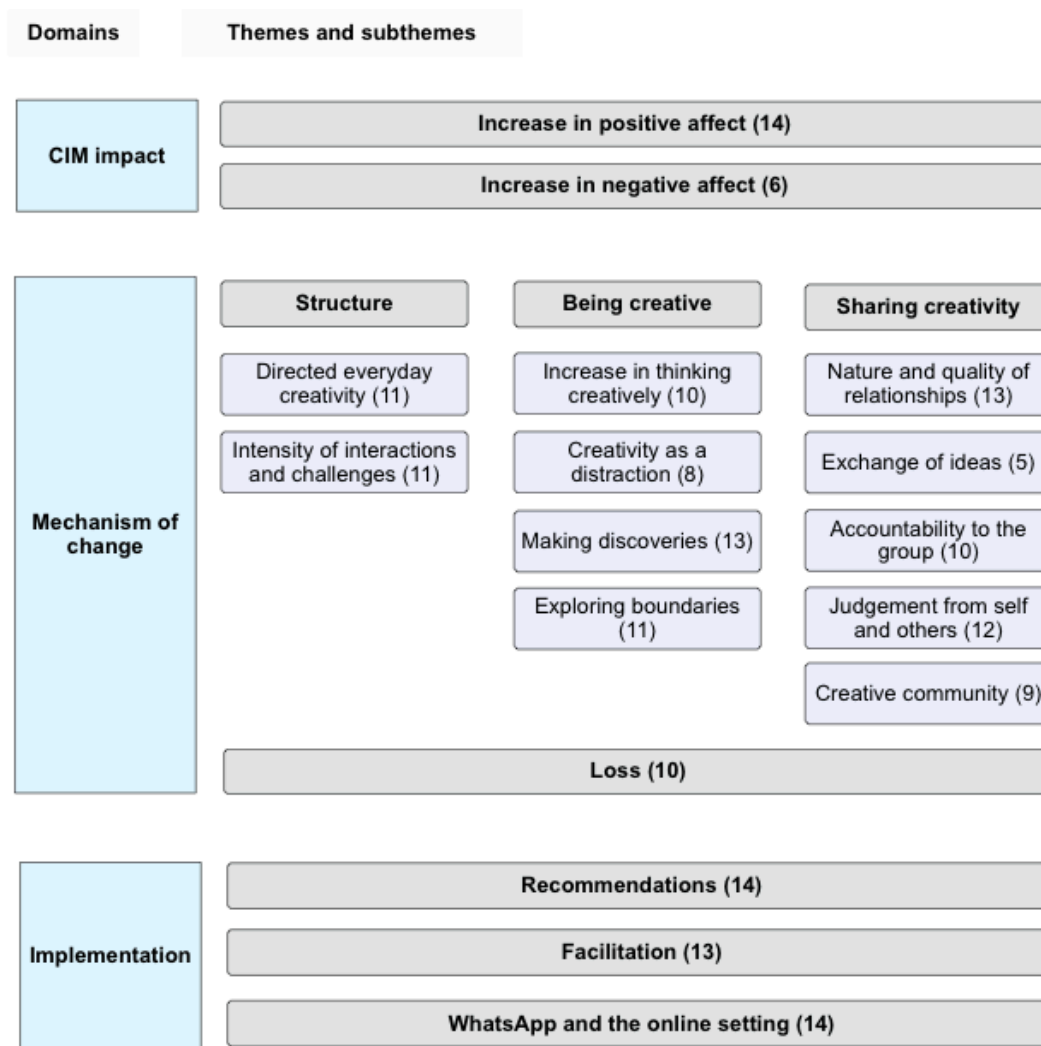 Domains
Themes and subthemes
CIM impact
Increase in positive affect (14)
Increase in negative affect (6)
Mechanism of
change
Structure
Directed everyday
creativity (11)
Intensity of interactions
and challenges (11)
Being creative
Increase in thinking
creatively (10)
Creativity as a
distraction (8)
Making discoveries (13)
Exploring boundaries
(11)
Sharing creativity
Nature and quality of
relationships (13)
Exchange of ideas (5)
Accountability to the
group (10)
Judgement from self
and others (12)
Creative community (9)
Loss (10)
Implementation
Recommendations (14)
Facilitation (13)
WhatsApp and the online setting (14)